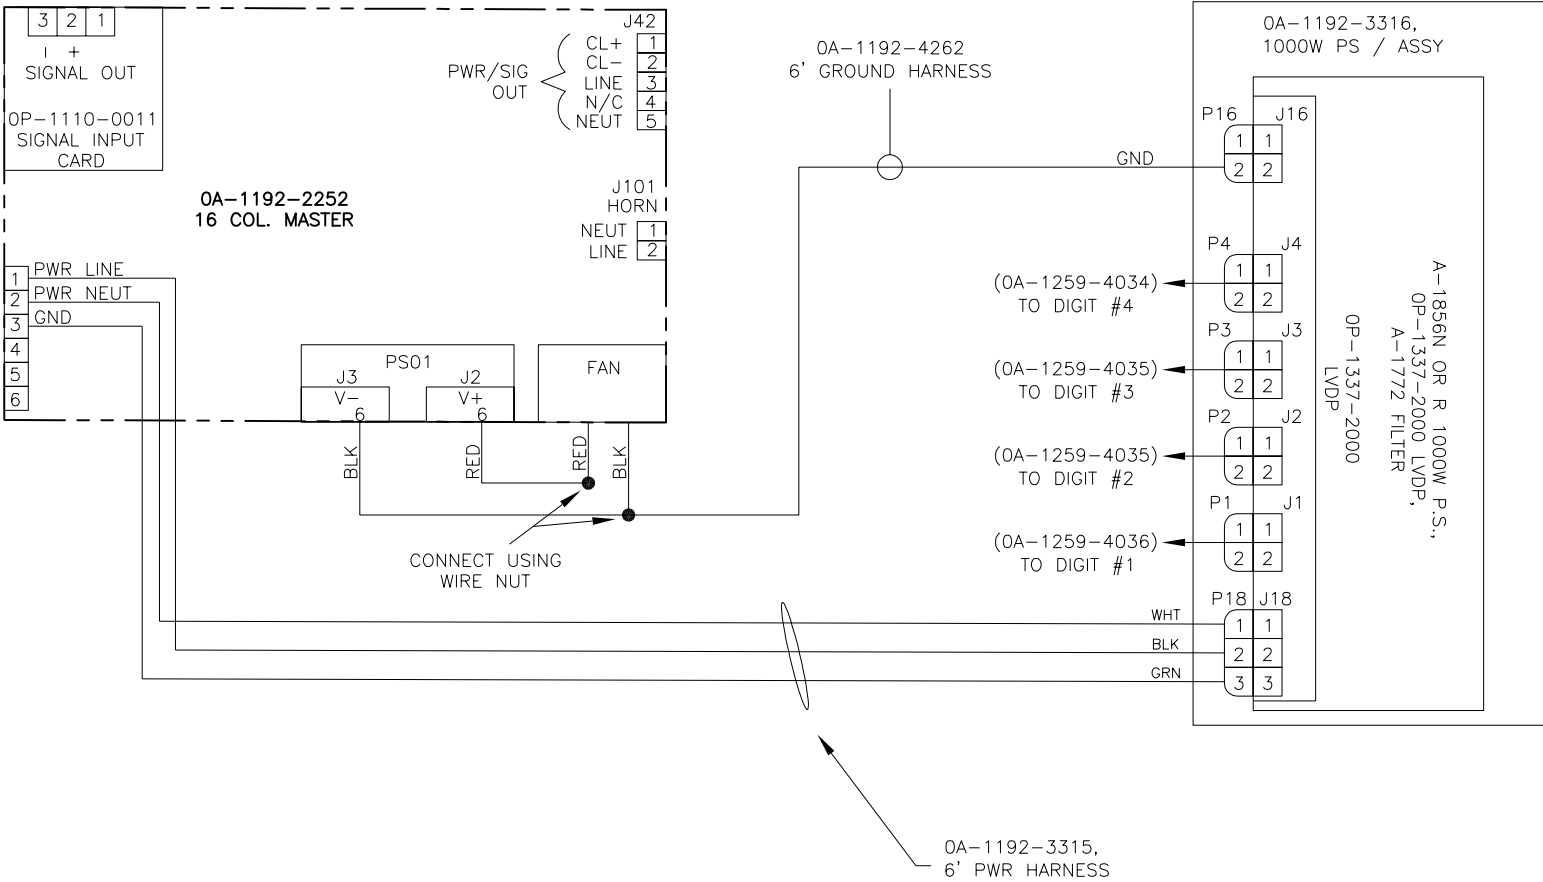 3 2 1
– +
SIGNAL OUT
0P-1110-0011
SIGNAL INPUT
CARD
0A-1192-2252
16 COL. MASTER
J42
PWR/SIG
OUT
CL+ 1
CL- 2
LINE 3
N/C 4
NEUT 5
J101
HORN
NEUT 1
LINE 2
1 PWR LINE
2 PWR NEUT
3 GND
4
5
6
PS01
J3
V-
6
J2
V+
6
FAN
BLK
RED
RED
BLK
CONNECT USING
WIRE NUT
0A-1192-4262
6' GROUND HARNESS
GND
0A-1192-3316,
1000W PS / ASSY
P16 J16
1 1
2 2
P4 J4
1 1
2 2
(0A-1259-4034)
TO DIGIT #4
P3 J3
1 1
2 2
(0A-1259-4035)
TO DIGIT #3
P2 J2
1 1
2 2
(0A-1259-4035)
TO DIGIT #2
P1 J1
1 1
2 2
(0A-1259-4036)
TO DIGIT #1
P18 J18
WHT 1 1
BLK 2 2
GRN 3 3
A-1856N OR R 1000W P.S.,
0P-1337-2000 LVDP,
A-1772 FILTER
0P-1337-2000
LVDP
0A-1192-3315,
6' PWR HARNESS